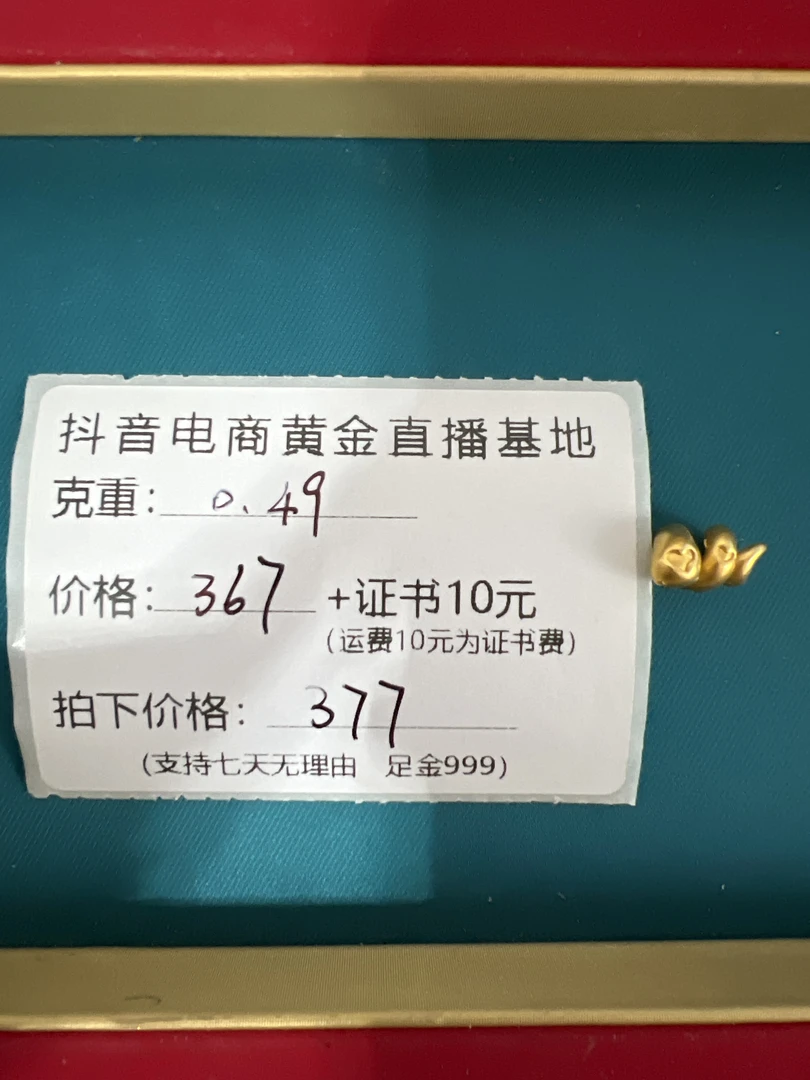 抖音电商黄金直播基地
克重：0.49
价格：367 +证书10元
（运费10元为证书费）
拍下价格：377
（支持七天无理由 足金999）